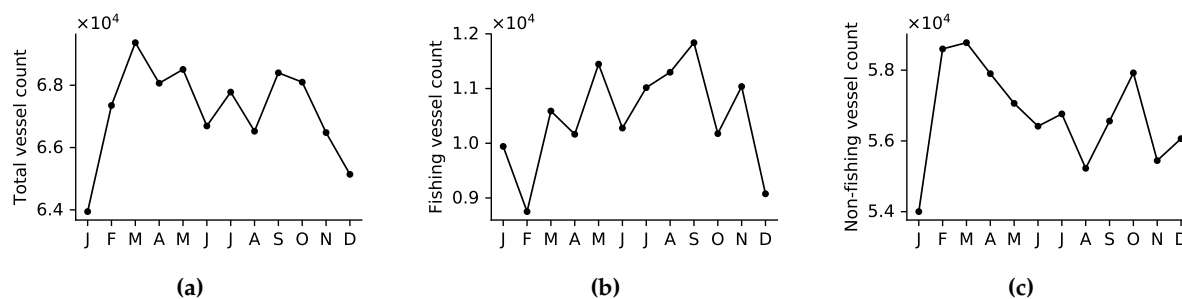 ×10⁴
Total vessel count
6.8
6.6
6.4
J F M A M J J A S O N D
(a)
×10⁴
Fishing vessel count
1.2
1.1
1.0
0.9
J F M A M J J A S O N D
(b)
×10⁴
Non-fishing vessel count
5.8
5.6
5.4
J F M A M J J A S O N D
(c)